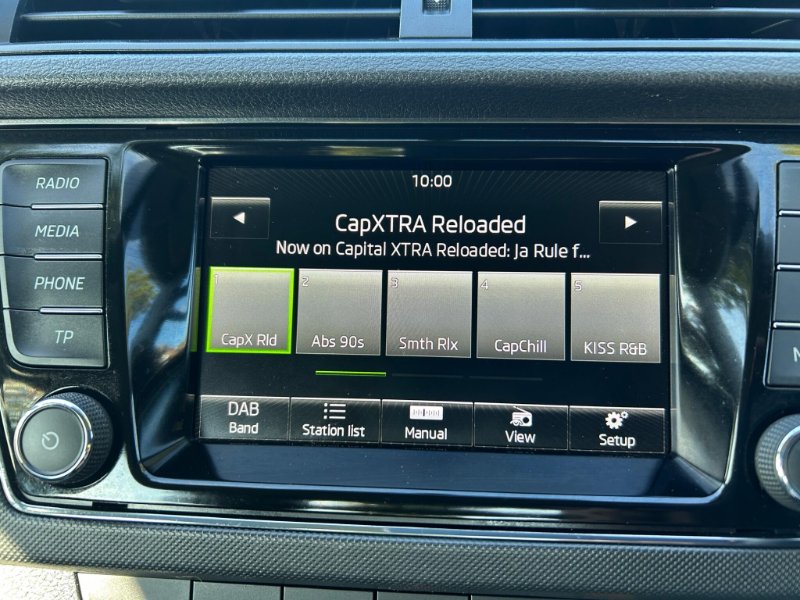 10:00
CapXTRA Reloaded
Now on Capital XTRA Reloaded: Ja Rule f...
RADIO
MEDIA
PHONE
TP
1
2
3
4
5
CapX Rld
Abs 90s
Smth Rlx
CapChill
KISS R&B
DAB
Band
Station list
Manual
View
Setup